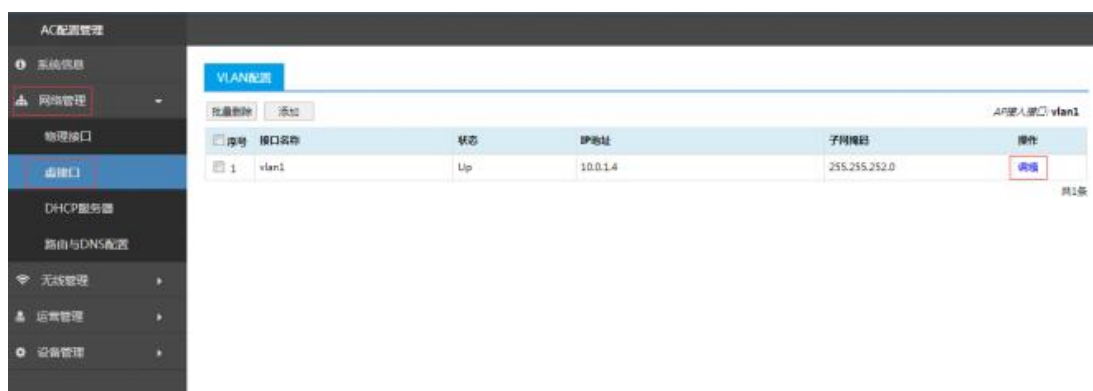 AC配置管理
系统信息
网络管理
物理接口
虚接口
DHCP服务器
路由与DNS配置
无线管理
运营管理
设备管理
VLAN配置
批量删除 添加 AP接入接口: vlan1
序号 接口名称 状态 IP地址 子网掩码 操作
1 vlan1 Up 10.0.1.4 255.255.252.0 编辑
共1条